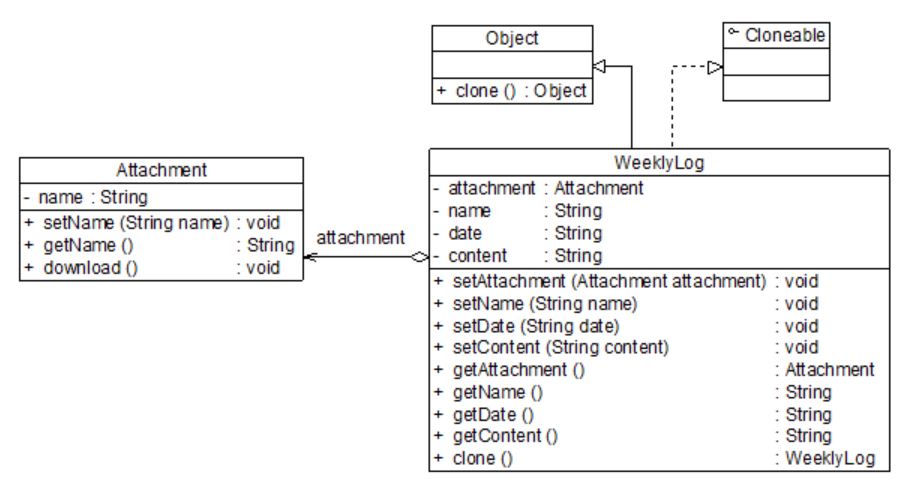 Object
+ clone () : Object
Cloneable
Attachment
- name : String
+ setName (String name) : void
+ getName () : String
+ download () : void
attachment
WeeklyLog
- attachment : Attachment
- name : String
- date : String
- content : String
+ setAttachment (Attachment attachment) : void
+ setName (String name) : void
+ setDate (String date) : void
+ setContent (String content) : void
+ getAttachment () : Attachment
+ getName () : String
+ getDate () : String
+ getContent () : String
+ clone () : WeeklyLog